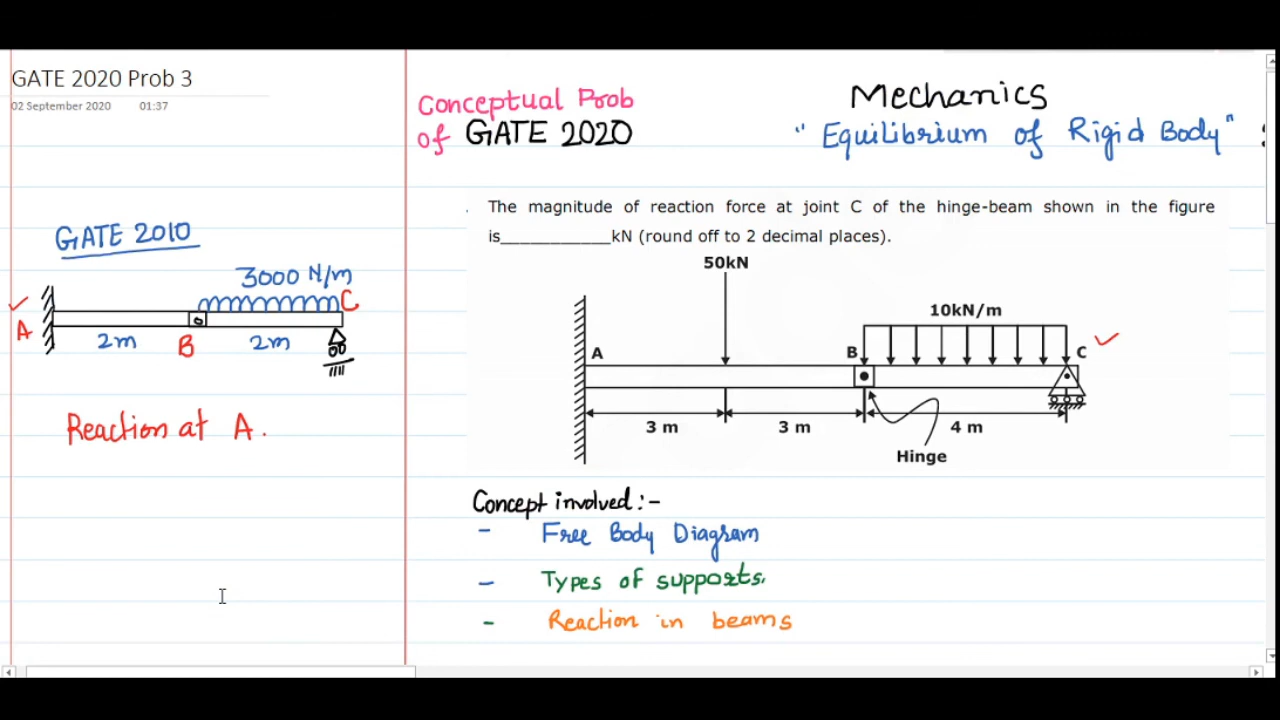 GATE 2020 Prob 3
02 September 2020 01:37
GATE 2010
3000 N/m
A
B
C
2m
2m
Reaction at A.
Conceptual Prob
of GATE 2020
Mechanics
"Equilibrium of Rigid Body"
The magnitude of reaction force at joint C of the hinge-beam shown in the figure
is____________kN (round off to 2 decimal places).
50kN
10kN/m
A
B
C
3 m
3 m
4 m
Hinge
Concept involved :-
- Free Body Diagram
- Types of supports.
- Reaction in beams